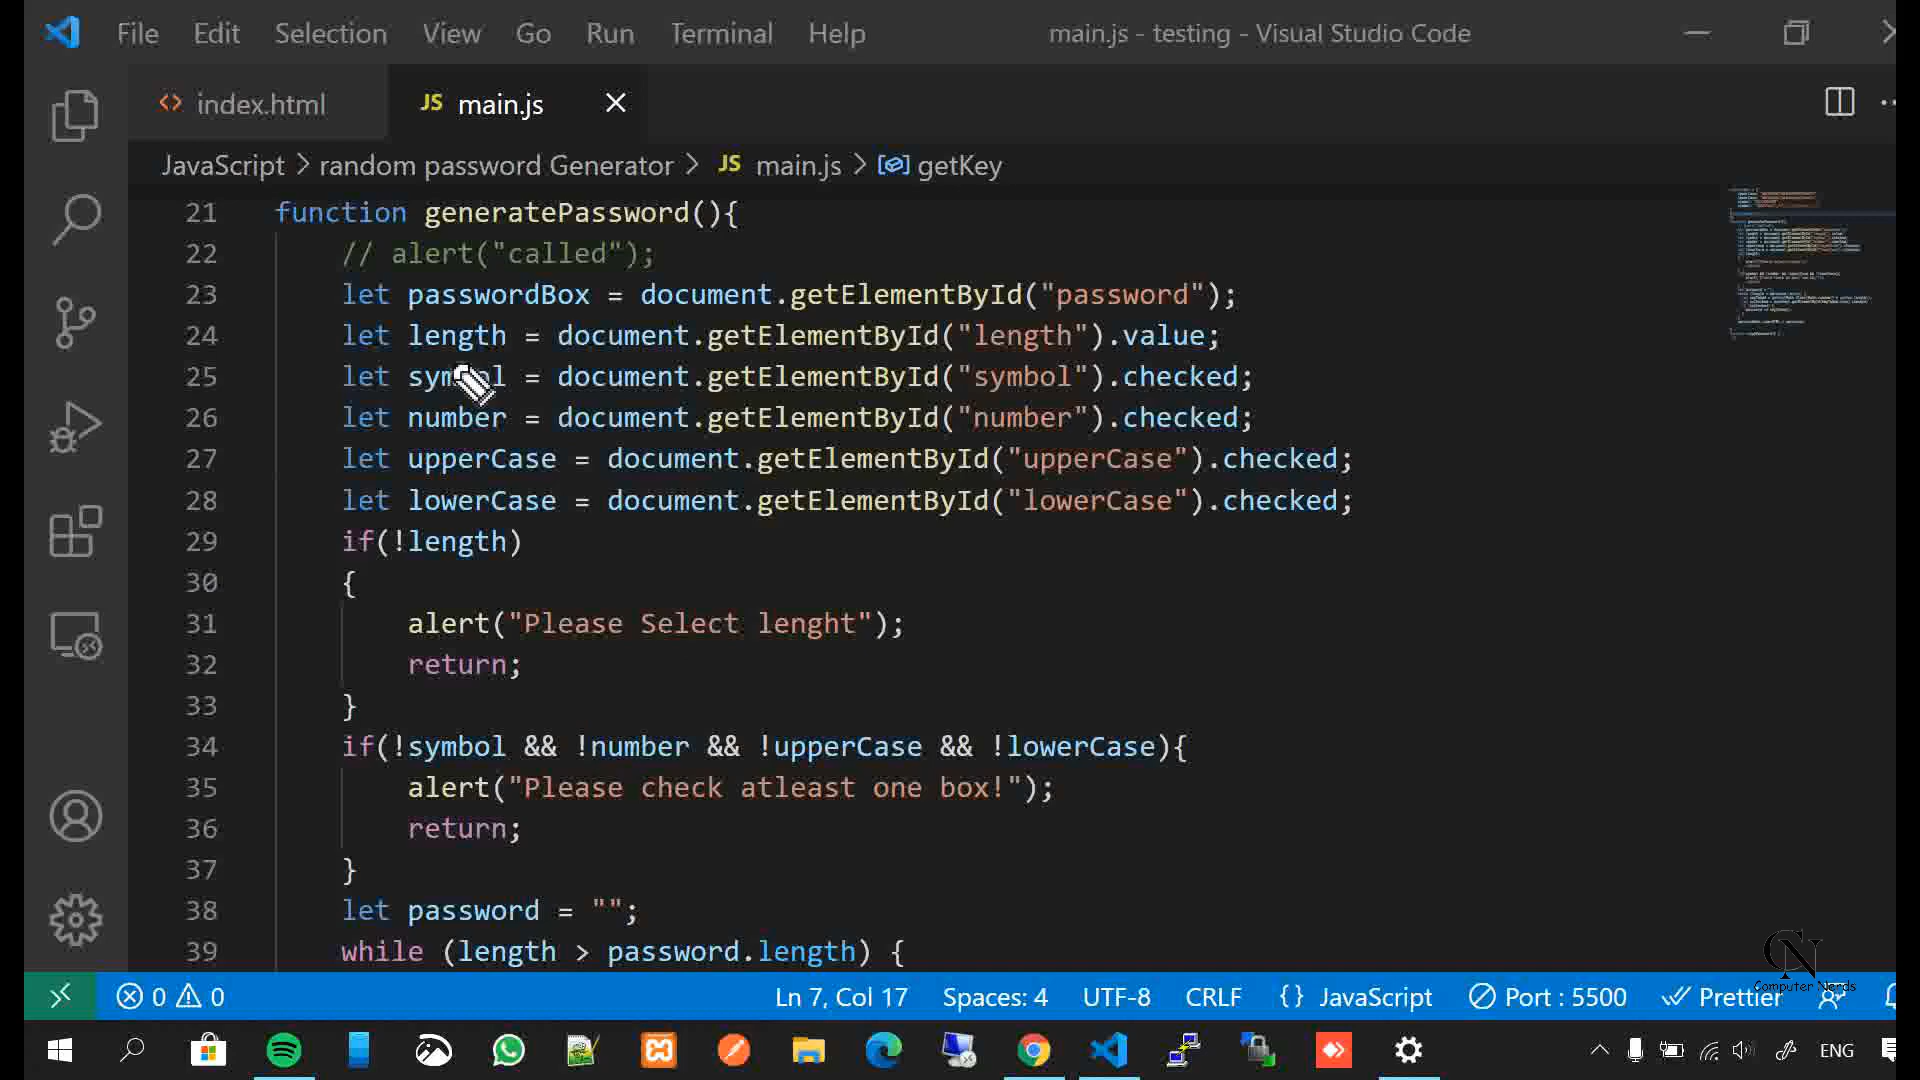 File Edit Selection View Go Run Terminal Help main.js - testing - Visual Studio Code
<> index.html JS main.js
JavaScript > random password Generator > JS main.js > getKey
21 function generatePassword(){
22 // alert("called");
23 let passwordBox = document.getElementById("password");
24 let length = document.getElementById("length").value;
25 let symbol = document.getElementById("symbol").checked;
26 let number = document.getElementById("number").checked;
27 let upperCase = document.getElementById("upperCase").checked;
28 let lowerCase = document.getElementById("lowerCase").checked;
29 if(!length)
30 {
31 alert("Please Select lenght");
32 return;
33 }
34 if(!symbol && !number && !upperCase && !lowerCase){
35 alert("Please check atleast one box!");
36 return;
37 }
38 let password = "";
39 while (length > password.length) {
CN
Computer Nerds
0 0 Ln 7, Col 17 Spaces: 4 UTF-8 CRLF {} JavaScript Port : 5500 Prettier
ENG